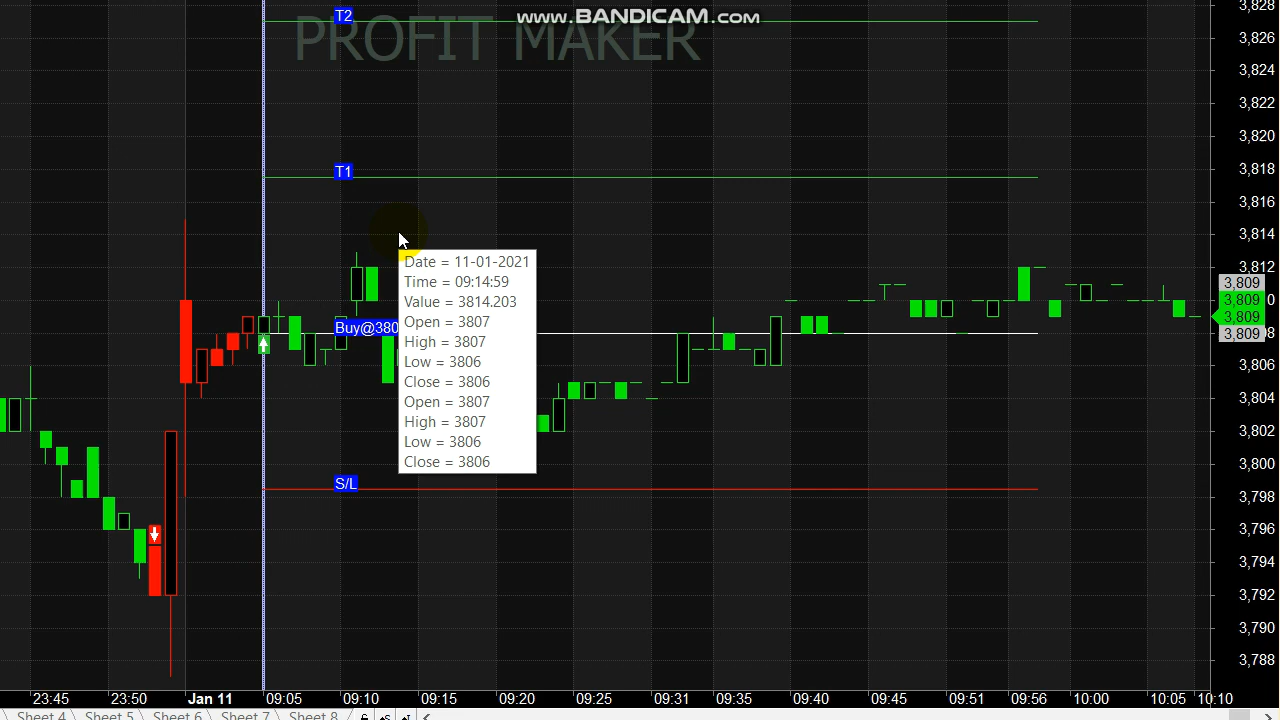 www.BANDICAM.com
PROFIT MAKER
T2
T1
Buy@380
S/L
Date = 11-01-2021
Time = 09:14:59
Value = 3814.203
Open = 3807
High = 3807
Low = 3806
Close = 3806
Open = 3807
High = 3807
Low = 3806
Close = 3806
3,828
3,826
3,824
3,822
3,820
3,818
3,816
3,814
3,812
3,809
3,809 0
3,809
3,809 8
3,806
3,804
3,802
3,800
3,798
3,796
3,794
3,792
3,790
3,788
23:45 23:50 Jan 11 09:05 09:10 09:15 09:20 09:25 09:31 09:35 09:40 09:45 09:51 09:56 10:00 10:05 10:10
Sheet 4 Sheet 5 Sheet 6 Sheet 7 Sheet 8